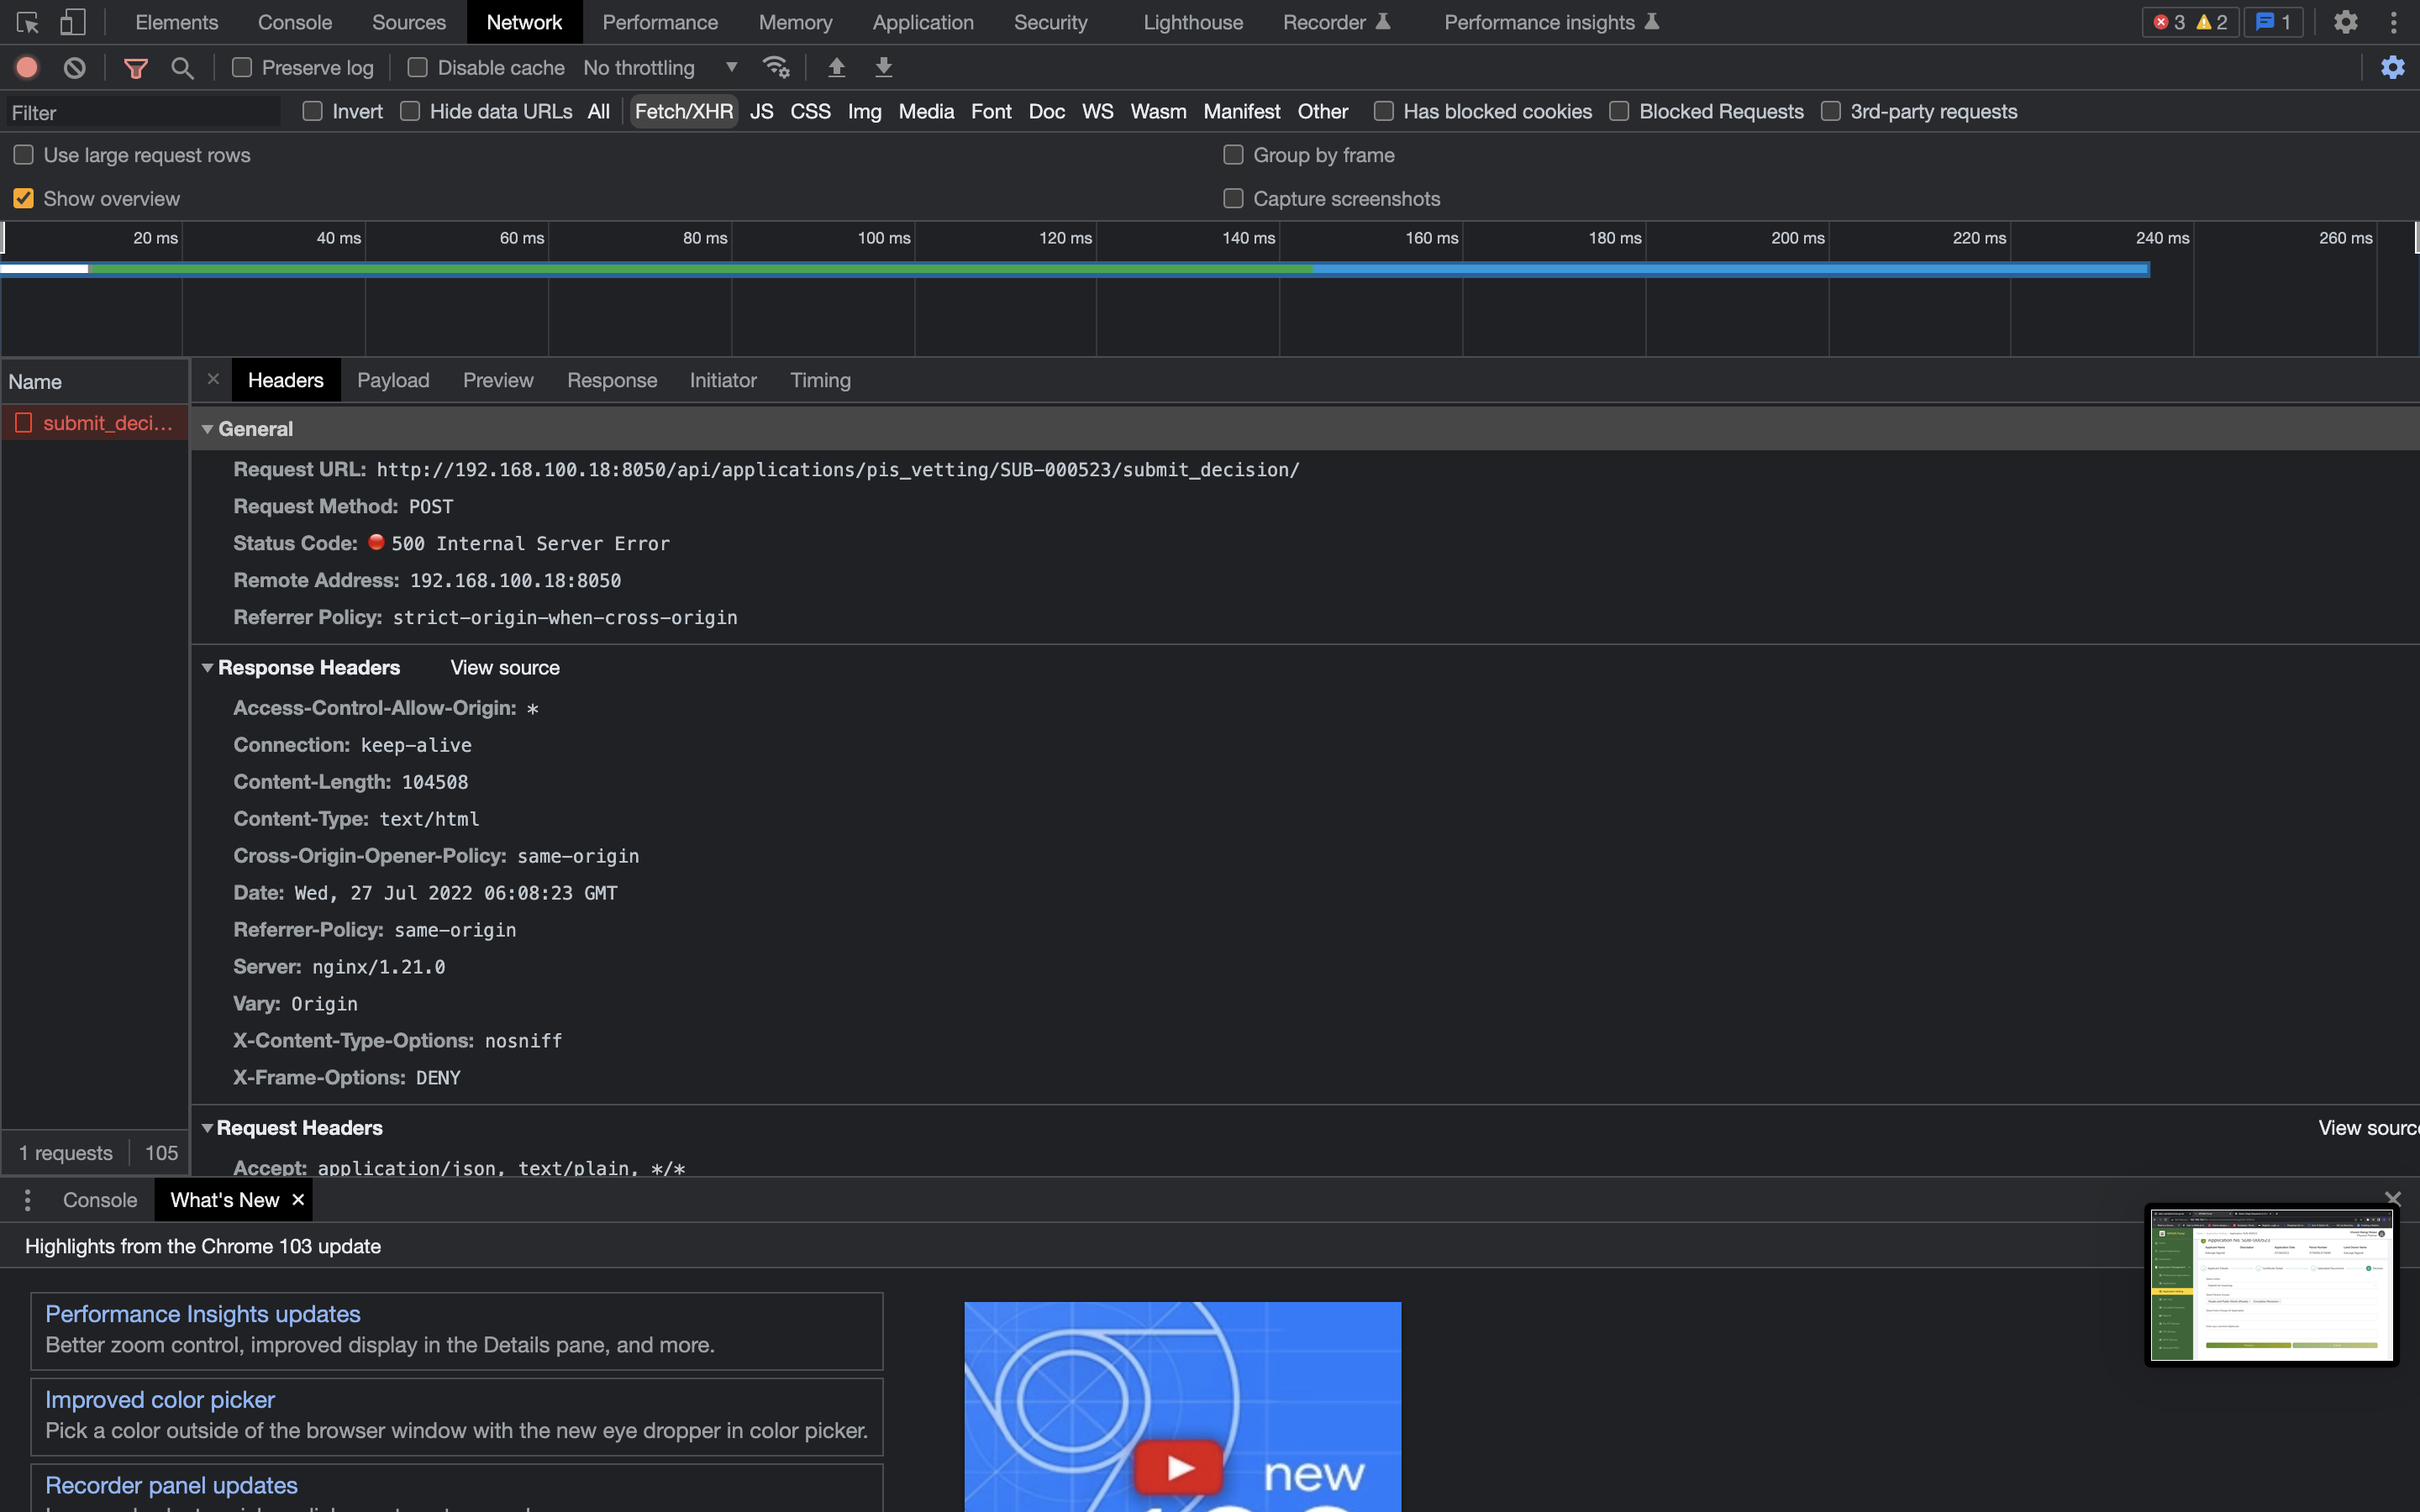 Elements Console Sources Network Performance Memory Application Security Lighthouse Recorder Performance insights 3 2 1
Preserve log Disable cache No throttling
Filter Invert Hide data URLs All Fetch/XHR JS CSS Img Media Font Doc WS Wasm Manifest Other Has blocked cookies Blocked Requests 3rd-party requests
Use large request rows Group by frame
Show overview Capture screenshots
20 ms 40 ms 60 ms 80 ms 100 ms 120 ms 140 ms 160 ms 180 ms 200 ms 220 ms 240 ms 260 ms
Name Headers Payload Preview Response Initiator Timing
submit_deci…
General
Request URL: http://192.168.100.18:8050/api/applications/pis_vetting/SUB-000523/submit_decision/
Request Method: POST
Status Code: 500 Internal Server Error
Remote Address: 192.168.100.18:8050
Referrer Policy: strict-origin-when-cross-origin
Response Headers View source
Access-Control-Allow-Origin: *
Connection: keep-alive
Content-Length: 104508
Content-Type: text/html
Cross-Origin-Opener-Policy: same-origin
Date: Wed, 27 Jul 2022 06:08:23 GMT
Referrer-Policy: same-origin
Server: nginx/1.21.0
Vary: Origin
X-Content-Type-Options: nosniff
X-Frame-Options: DENY
Request Headers View source
Accept: application/json, text/plain, */*
1 requests 105
Console What's New
Highlights from the Chrome 103 update
Performance Insights updates
Better zoom control, improved display in the Details pane, and more.
Improved color picker
Pick a color outside of the browser window with the new eye dropper in color picker.
Recorder panel updates
new
Application No: SUB-000523